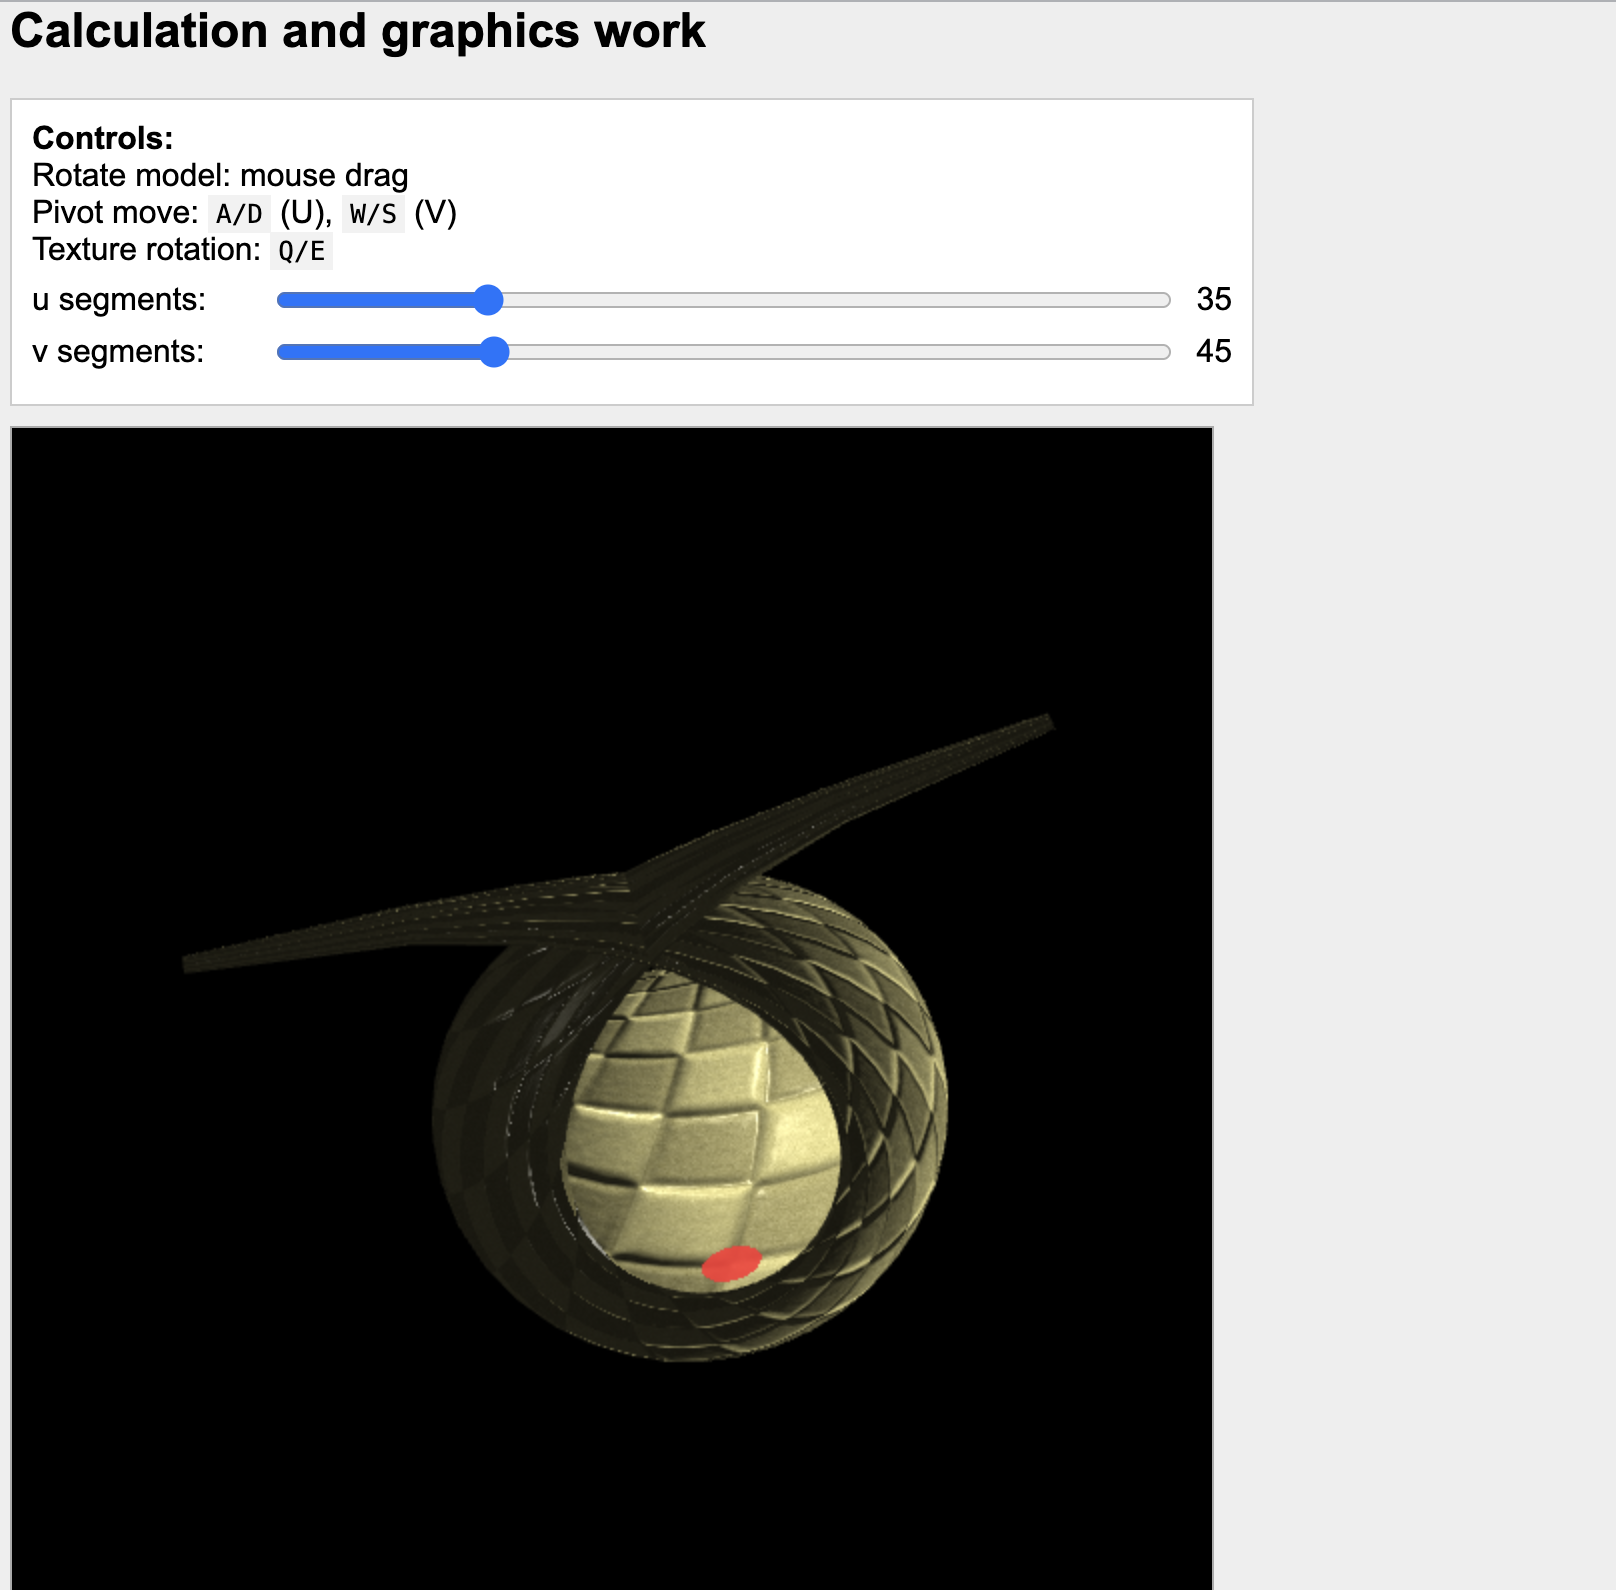 Calculation and graphics work
Controls:
Rotate model: mouse drag
Pivot move: A/D (U), W/S (V)
Texture rotation: Q/E
u segments: 35
v segments: 45